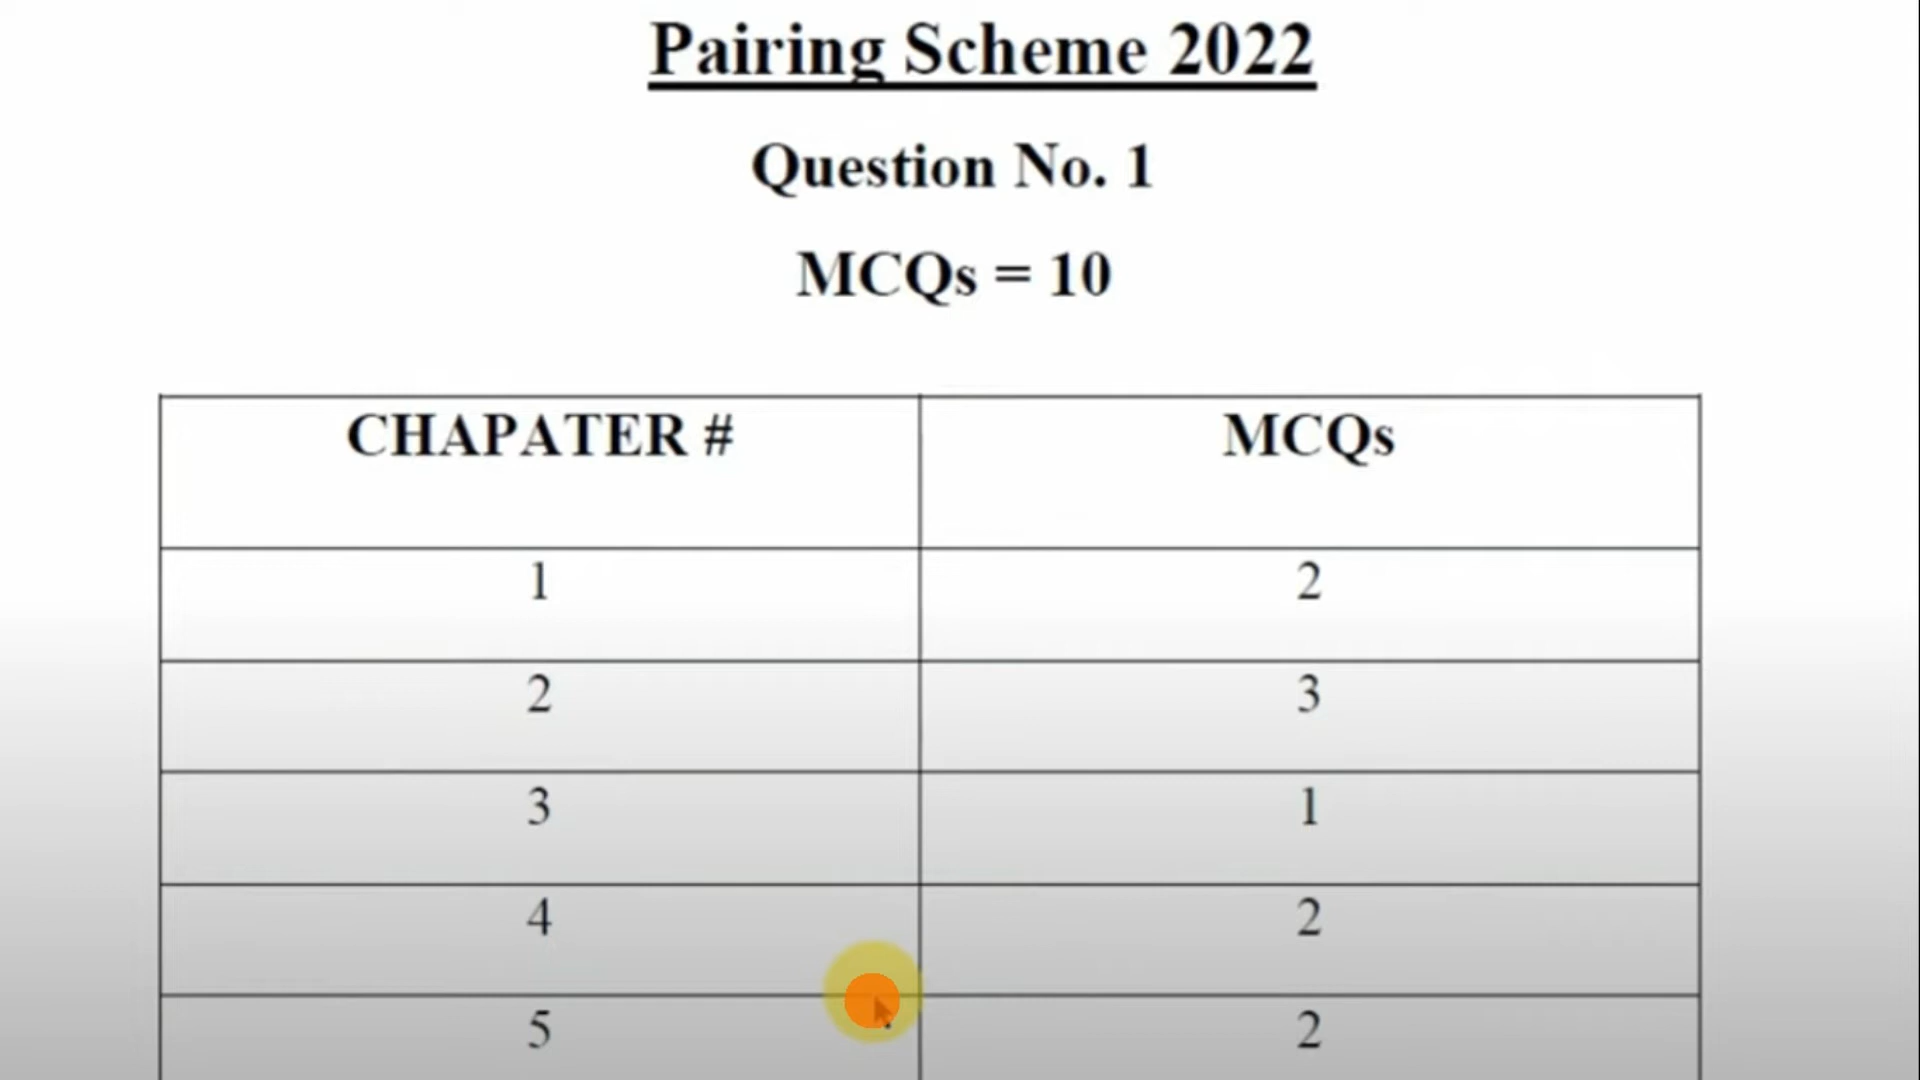 Pairing Scheme 2022
Question No. 1
MCQs = 10
CHAPATER # MCQs
1 2
2 3
3 1
4 2
5 2